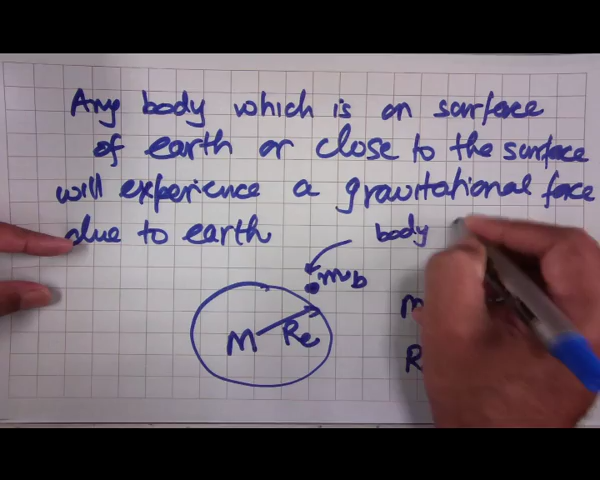 Any body which is on surface
of earth or close to the surface
will experience a gravitational force
due to earth
body
mb
M Re
M
R